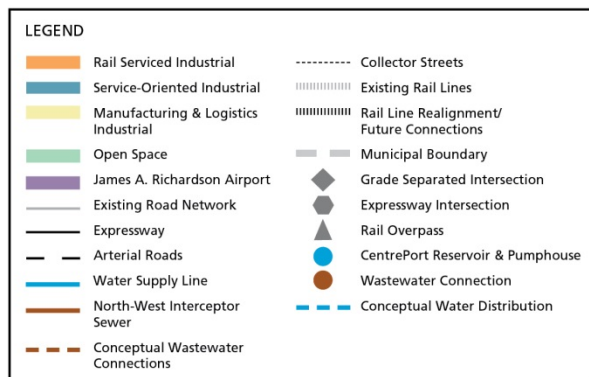 LEGEND
Rail Serviced Industrial
Service-Oriented Industrial
Manufacturing & Logistics
Industrial
Open Space
James A. Richardson Airport
Existing Road Network
Expressway
Arterial Roads
Water Supply Line
North-West Interceptor
Sewer
Conceptual Wastewater
Connections
Collector Streets
Existing Rail Lines
Rail Line Realignment/
Future Connections
Municipal Boundary
Grade Separated Intersection
Expressway Intersection
Rail Overpass
CentrePort Reservoir & Pumphouse
Wastewater Connection
Conceptual Water Distribution